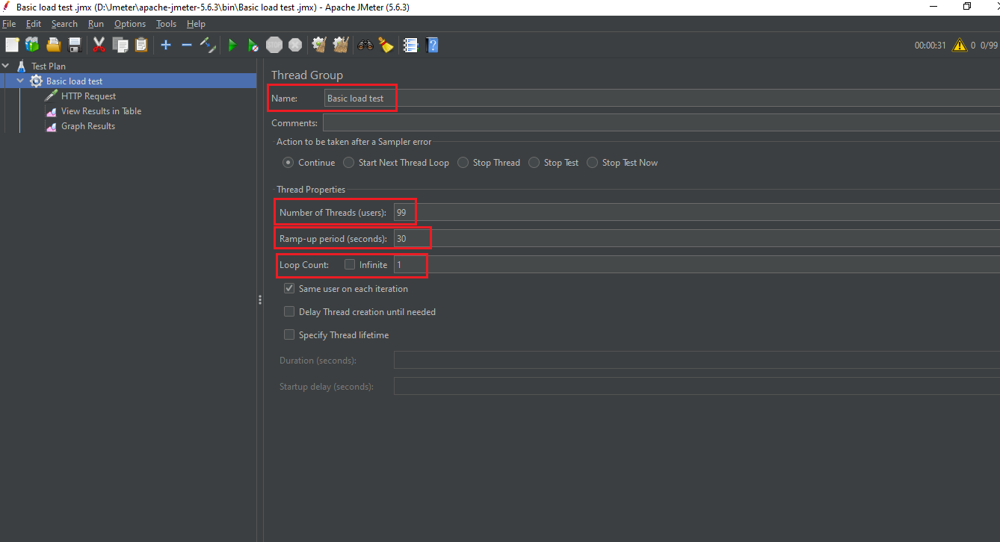 Basic load test .jmx (D:\Jmeter\apache-jmeter-5.6.3\bin\Basic load test .jmx) - Apache JMeter (5.6.3)
File Edit Search Run Options Tools Help
STOP 00:00:31 0 0/99
Test Plan
Basic load test
HTTP Request
View Results in Table
Graph Results
Thread Group
Name: Basic load test
Comments:
Action to be taken after a Sampler error
Continue Start Next Thread Loop Stop Thread Stop Test Stop Test Now
Thread Properties
Number of Threads (users): 99
Ramp-up period (seconds): 30
Loop Count: Infinite 1
Same user on each iteration
Delay Thread creation until needed
Specify Thread lifetime
Duration (seconds):
Startup delay (seconds):